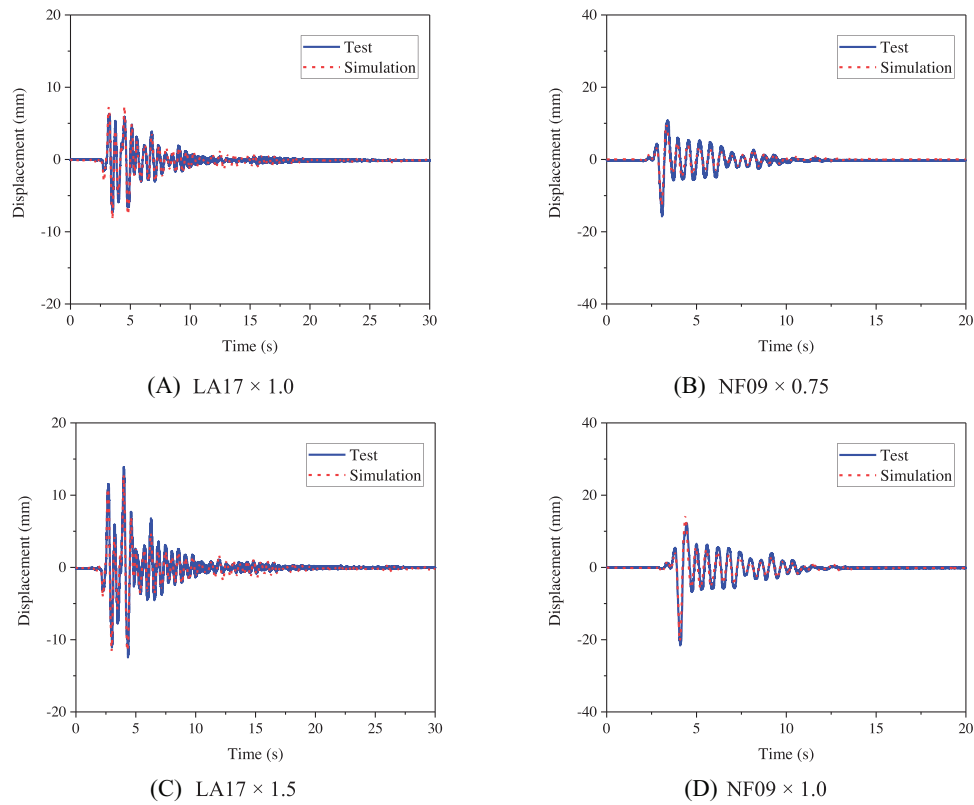 20
10
0
-10
-20
Displacement (mm)
Test
Simulation
0 5 10 15 20 25 30
Time (s)
(A) LA17 × 1.0
40
20
0
-20
-40
Displacement (mm)
Test
Simulation
0 5 10 15 20
Time (s)
(B) NF09 × 0.75
20
10
0
-10
-20
Displacement (mm)
Test
Simulation
0 5 10 15 20 25 30
Time (s)
(C) LA17 × 1.5
40
20
0
-20
-40
Displacement (mm)
Test
Simulation
0 5 10 15 20
Time (s)
(D) NF09 × 1.0